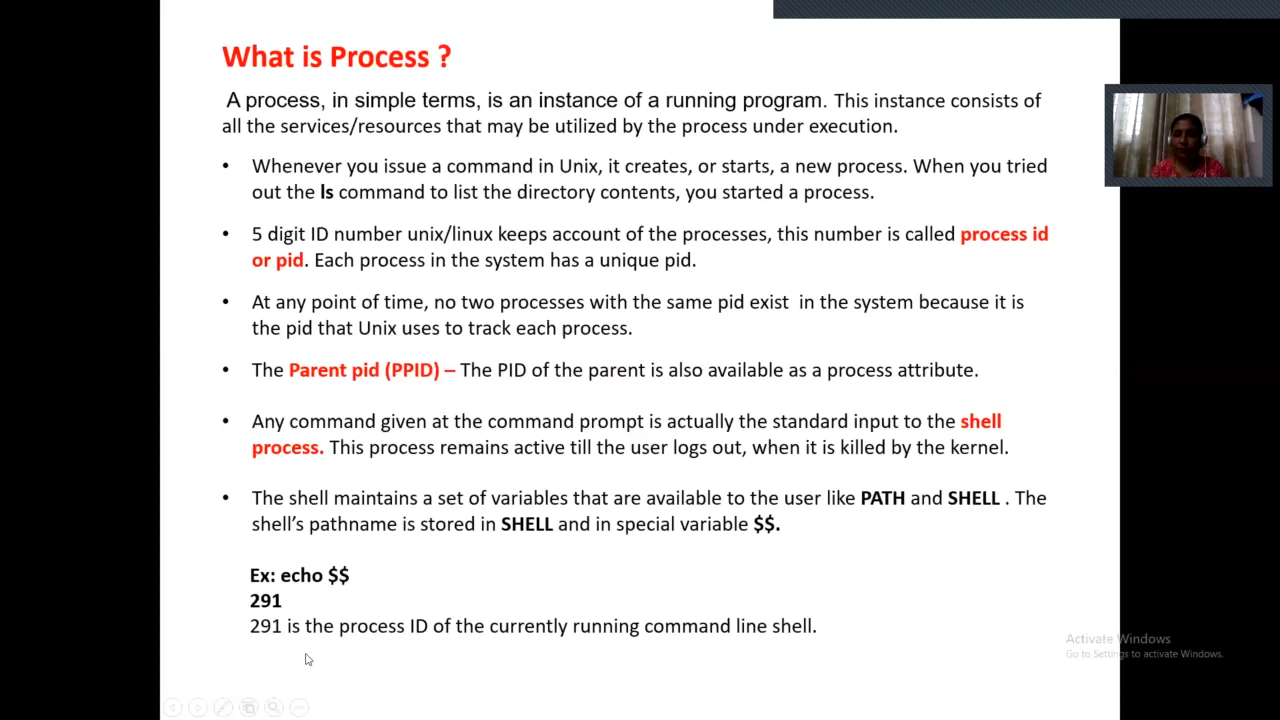 What is Process ?
A process, in simple terms, is an instance of a running program. This instance consists of
all the services/resources that may be utilized by the process under execution.
• Whenever you issue a command in Unix, it creates, or starts, a new process. When you tried
out the ls command to list the directory contents, you started a process.
• 5 digit ID number unix/linux keeps account of the processes, this number is called process id
or pid. Each process in the system has a unique pid.
• At any point of time, no two processes with the same pid exist in the system because it is
the pid that Unix uses to track each process.
• The Parent pid (PPID) – The PID of the parent is also available as a process attribute.
• Any command given at the command prompt is actually the standard input to the shell
process. This process remains active till the user logs out, when it is killed by the kernel.
• The shell maintains a set of variables that are available to the user like PATH and SHELL . The
shell’s pathname is stored in SHELL and in special variable $$.
Ex: echo $$
291
291 is the process ID of the currently running command line shell.
Activate Windows
Go to Settings to activate Windows.